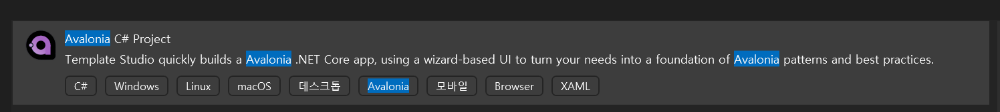 Avalonia C# Project
Template Studio quickly builds a Avalonia .NET Core app, using a wizard-based UI to turn your needs into a foundation of Avalonia patterns and best practices.
C# Windows Linux macOS 데스크톱 Avalonia 모바일 Browser XAML